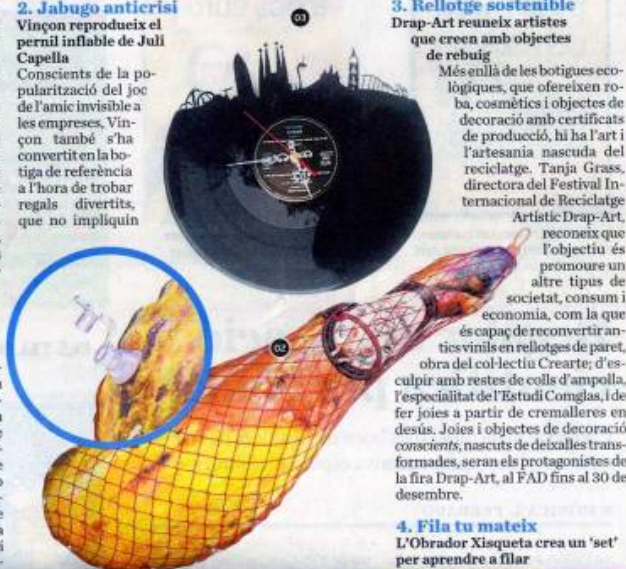 2. Jabugo anticrisi
Vinçon reprodueix el
pernil inflable de Juli
Capella
Conscients de la po-
pularització del joc
de l'amic invisible a
les empreses, Vin-
çon també s'ha
convertit en la bo-
tiga de referència
a l'hora de trobar
regals divertits,
que no impliquin
03
02
3. Rellotge sostenible
Drap-Art reuneix artistes
que creen amb objectes
de rebuig
Més enllà de les botigues eco-
lògiques, que ofereixen ro-
ba, cosmètics i objectes de
decoració amb certificats
de producció, hi ha l'art i
l'artesania nascuda del
reciclatge. Tanja Grass,
directora del Festival In-
ternacional de Reciclatge
Artístic Drap-Art,
reconeix que
l'objectiu és
promoure un
altre tipus de
societat, consum i
economia, com la que
és capaç de reconvertir an-
tics vinils en rellotges de paret,
obra del col·lectiu Crearte; d'es-
culpir amb restes de colls d'ampolla,
l'especialitat de l'Estudi Comglas, i de
fer joies a partir de cremalleres en
desús. Joies i objectes de decoració
conscients, nascuts de deixalles trans-
formades, seran els protagonistes de
la fira Drap-Art, al FAD fins al 30 de
desembre.
4. Fila tu mateix
L'Obrador Xisqueta crea un 'set'
per aprendre a filar